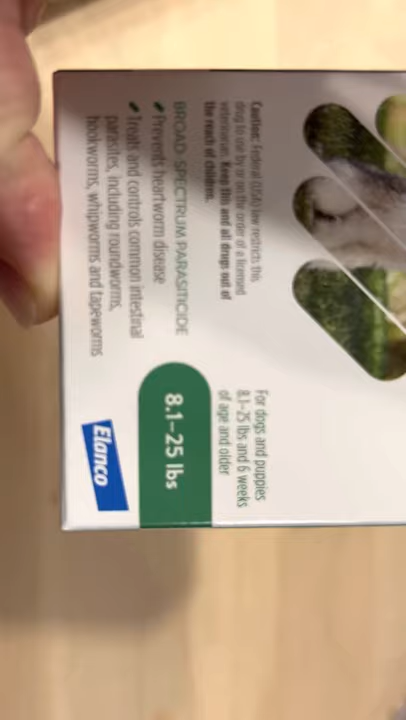 Caution: Federal (USA) law restricts this
drug to use by or on the order of a licensed
veterinarian. Keep this and all drugs out of
the reach of children.
BROAD SPECTRUM PARASITICIDE
✔ Prevents heartworm disease
✔ Treats and controls common intestinal
parasites, including roundworms,
hookworms, whipworms and tapeworms
For dogs and puppies
8.1–25 lbs and 6 weeks
of age and older
8.1–25 lbs
Elanco